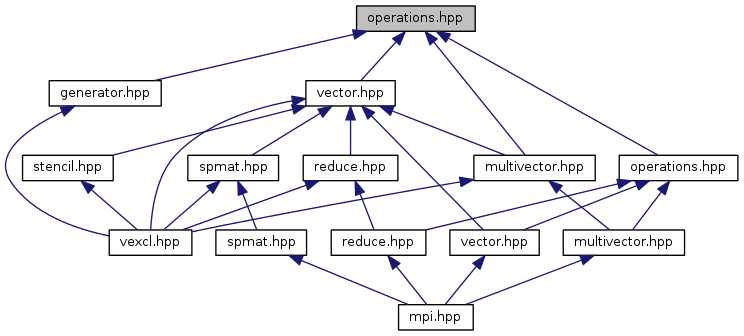 operations.hpp
generator.hpp
vector.hpp
stencil.hpp
spmat.hpp
reduce.hpp
multivector.hpp
operations.hpp
vexcl.hpp
spmat.hpp
reduce.hpp
vector.hpp
multivector.hpp
mpi.hpp